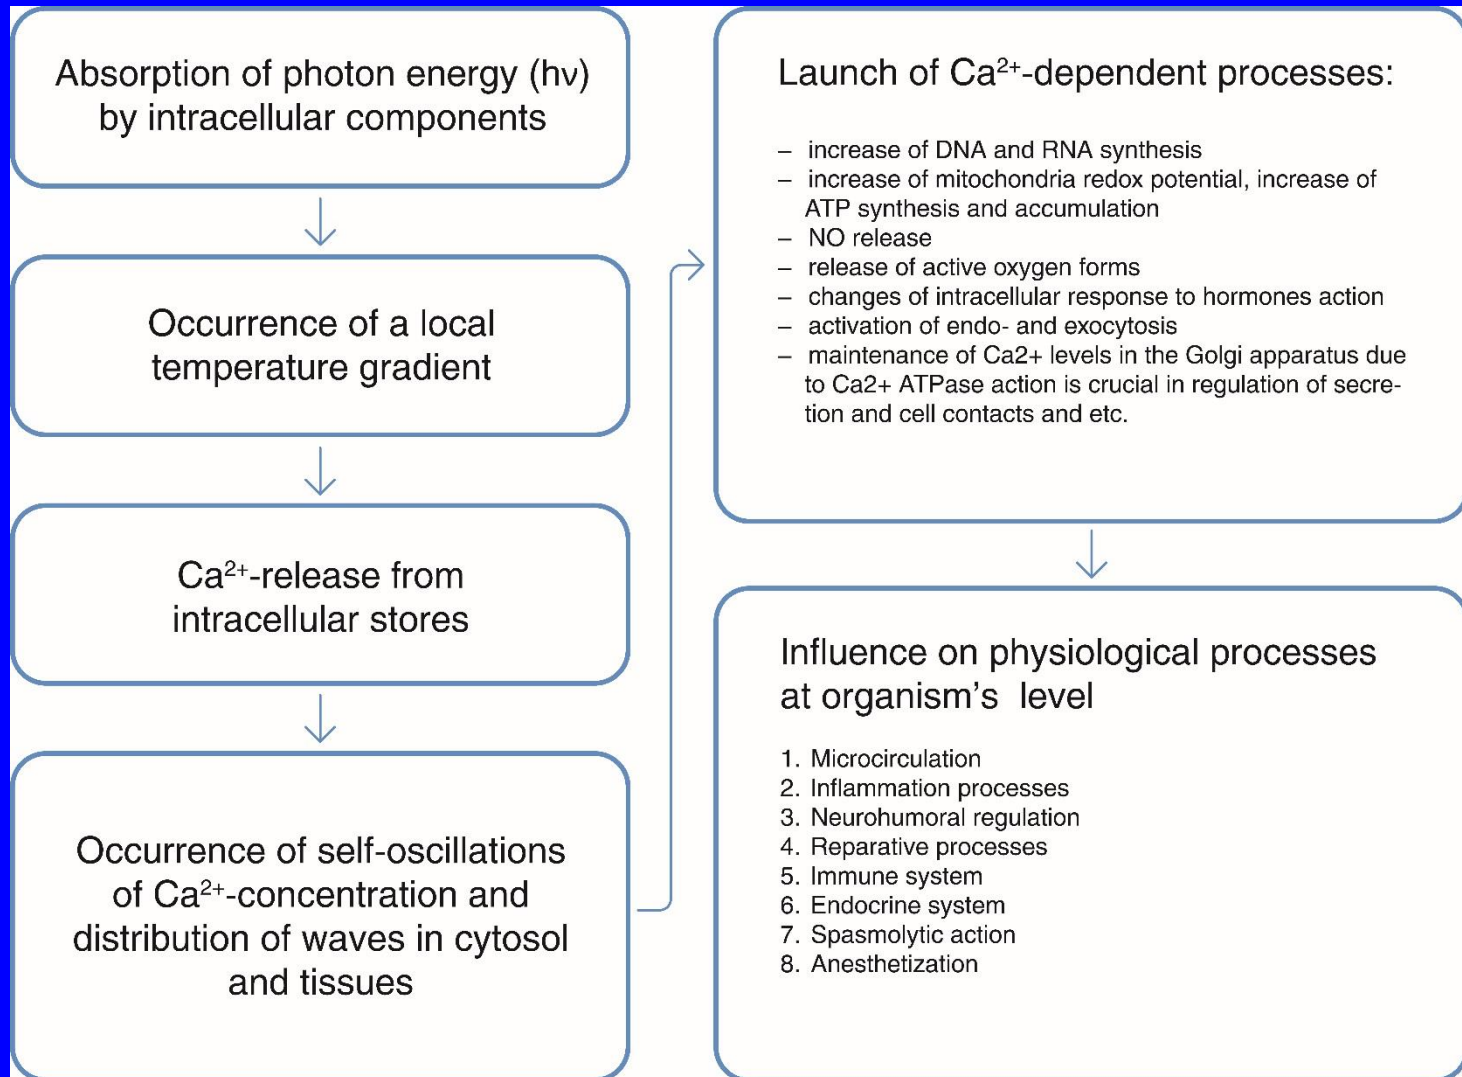 Absorption of photon energy (hν)
by intracellular components
Occurrence of a local
temperature gradient
Ca²⁺-release from
intracellular stores
Occurrence of self-oscillations
of Ca²⁺-concentration and
distribution of waves in cytosol
and tissues
Launch of Ca²⁺-dependent processes:
– increase of DNA and RNA synthesis
– increase of mitochondria redox potential, increase of
ATP synthesis and accumulation
– NO release
– release of active oxygen forms
– changes of intracellular response to hormones action
– activation of endo- and exocytosis
– maintenance of Ca2+ levels in the Golgi apparatus due
to Ca2+ ATPase action is crucial in regulation of secre-
tion and cell contacts and etc.
Influence on physiological processes
at organism's level
1. Microcirculation
2. Inflammation processes
3. Neurohumoral regulation
4. Reparative processes
5. Immune system
6. Endocrine system
7. Spasmolytic action
8. Anesthetization